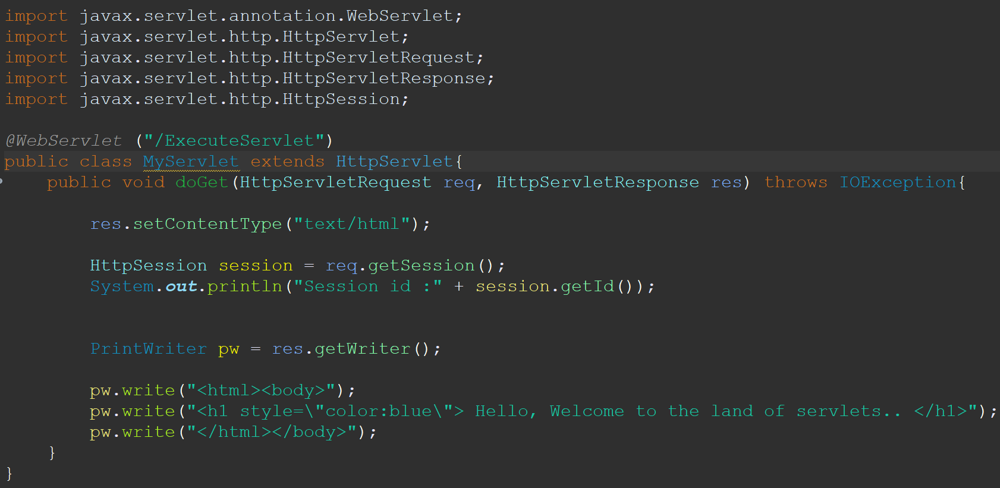 import javax.servlet.annotation.WebServlet;
import javax.servlet.http.HttpServlet;
import javax.servlet.http.HttpServletRequest;
import javax.servlet.http.HttpServletResponse;
import javax.servlet.http.HttpSession;
@WebServlet ("/ExecuteServlet")
public class MyServlet extends HttpServlet{
public void doGet(HttpServletRequest req, HttpServletResponse res) throws IOException{
res.setContentType("text/html");
HttpSession session = req.getSession();
System.out.println("Session id :" + session.getId());
PrintWriter pw = res.getWriter();
pw.write("<html><body>");
pw.write("<h1 style=\"color:blue\"> Hello, Welcome to the land of servlets.. </h1>");
pw.write("</html></body>");
}
}